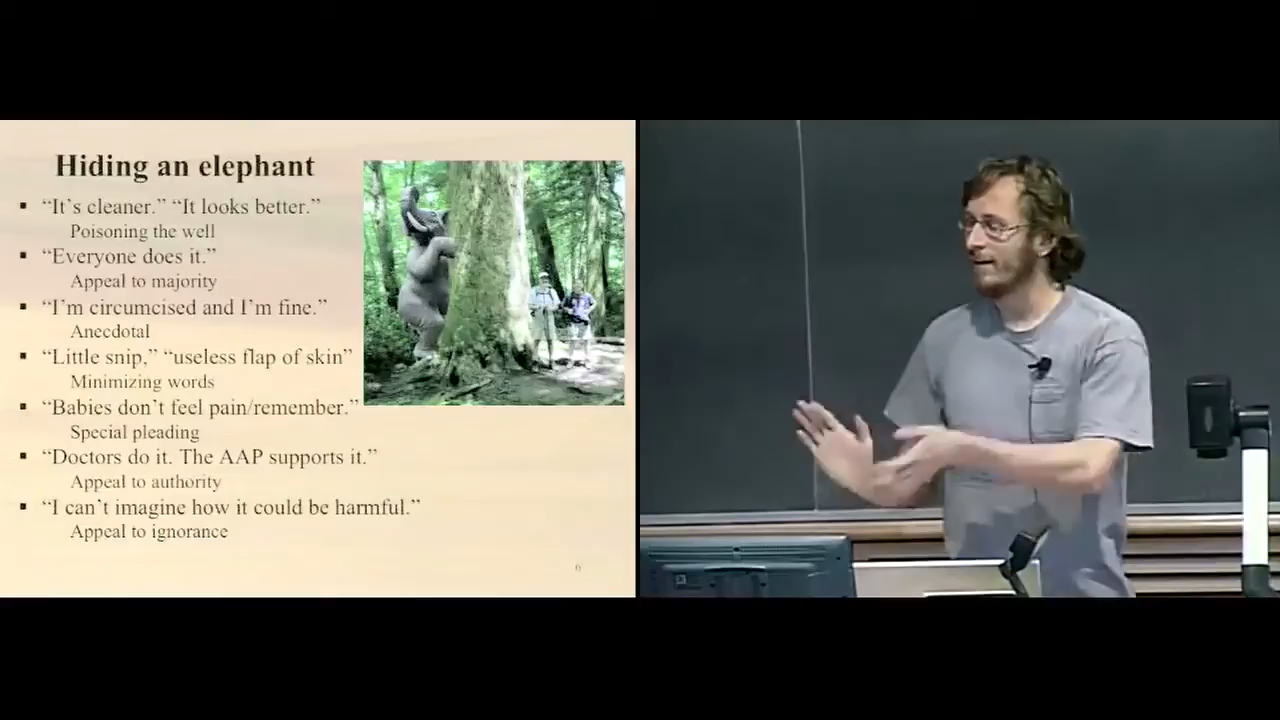 Hiding an elephant
▪ “It’s cleaner.” “It looks better.”
Poisoning the well
▪ “Everyone does it.”
Appeal to majority
▪ “I’m circumcised and I’m fine.”
Anecdotal
▪ “Little snip,” “useless flap of skin”
Minimizing words
▪ “Babies don’t feel pain/remember.”
Special pleading
▪ “Doctors do it. The AAP supports it.”
Appeal to authority
▪ “I can’t imagine how it could be harmful.”
Appeal to ignorance
6